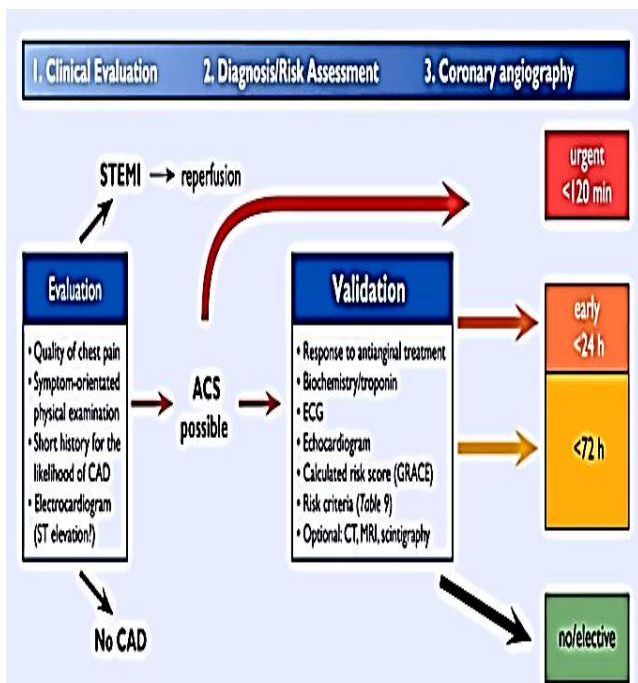 1. Clinical Evaluation 2. Diagnosis/Risk Assessment 3. Coronary angiography
STEMI → reperfusion
urgent
<120 min
Evaluation
• Quality of chest pain
• Symptom-orientated
physical examination
• Short history for the
likelihood of CAD
• Electrocardiogram
(ST elevation?)
ACS
possible
Validation
• Response to antianginal treatment
• Biochemistry/troponin
• ECG
• Echocardiogram
• Calculated risk score (GRACE)
• Risk criteria (Table 9)
• Optional: CT, MRI, scintigraphy
early
<24 h
<72 h
No CAD
no/elective